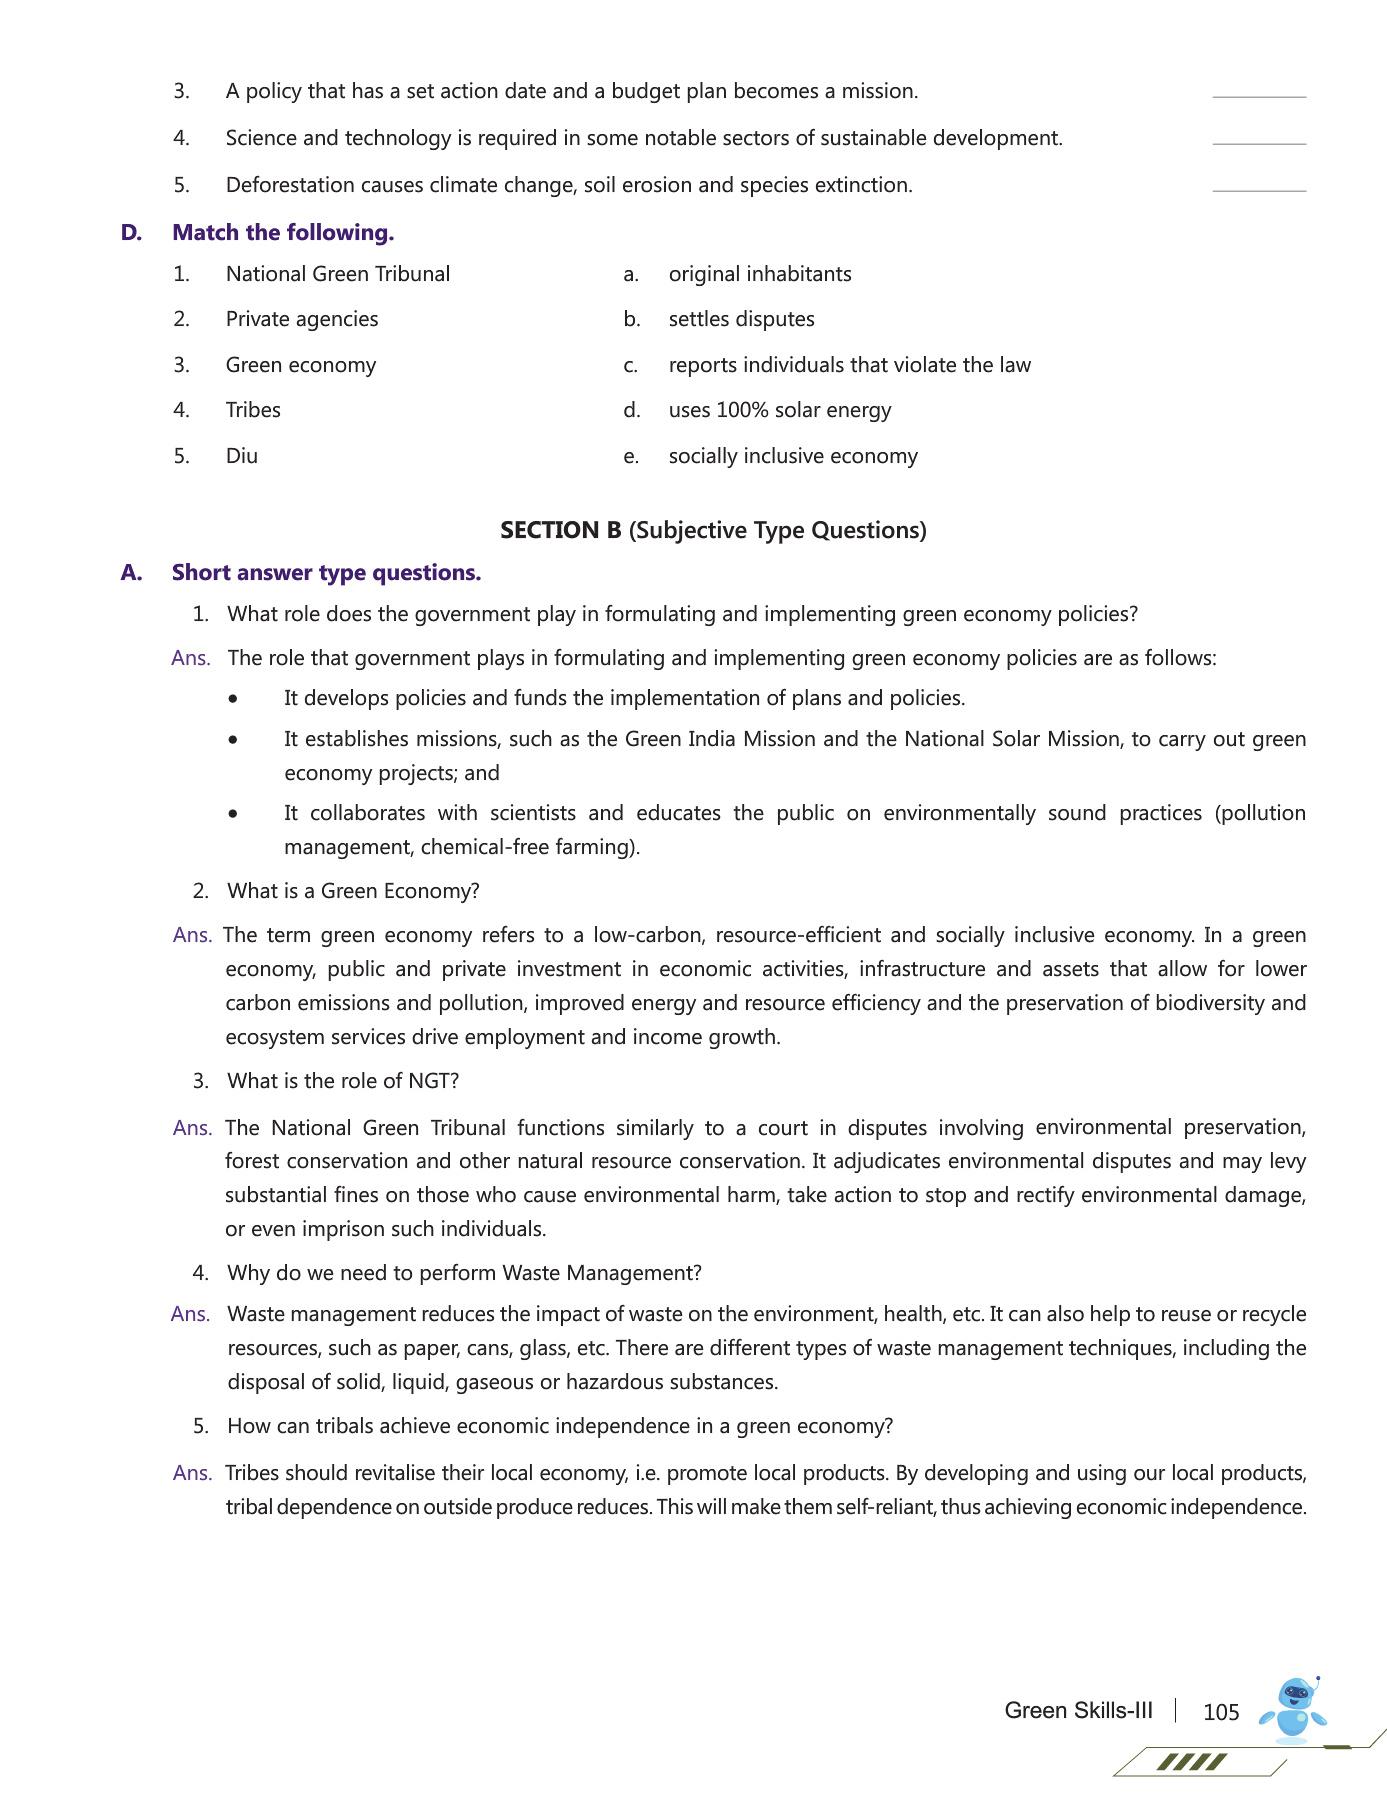 3. A policy that has a set action date and a budget plan becomes a mission. ________
4. Science and technology is required in some notable sectors of sustainable development. ________
5. Deforestation causes climate change, soil erosion and species extinction. ________
D. Match the following.
1. National Green Tribunal a. original inhabitants
2. Private agencies b. settles disputes
3. Green economy c. reports individuals that violate the law
4. Tribes d. uses 100% solar energy
5. Diu e. socially inclusive economy
SECTION B (Subjective Type Questions)
A. Short answer type questions.
1. What role does the government play in formulating and implementing green economy policies?
Ans. The role that government plays in formulating and implementing green economy policies are as follows:
• It develops policies and funds the implementation of plans and policies.
• It establishes missions, such as the Green India Mission and the National Solar Mission, to carry out green
economy projects; and
• It collaborates with scientists and educates the public on environmentally sound practices (pollution
management, chemical-free farming).
2. What is a Green Economy?
Ans. The term green economy refers to a low-carbon, resource-efficient and socially inclusive economy. In a green
economy, public and private investment in economic activities, infrastructure and assets that allow for lower
carbon emissions and pollution, improved energy and resource efficiency and the preservation of biodiversity and
ecosystem services drive employment and income growth.
3. What is the role of NGT?
Ans. The National Green Tribunal functions similarly to a court in disputes involving environmental preservation,
forest conservation and other natural resource conservation. It adjudicates environmental disputes and may levy
substantial fines on those who cause environmental harm, take action to stop and rectify environmental damage,
or even imprison such individuals.
4. Why do we need to perform Waste Management?
Ans. Waste management reduces the impact of waste on the environment, health, etc. It can also help to reuse or recycle
resources, such as paper, cans, glass, etc. There are different types of waste management techniques, including the
disposal of solid, liquid, gaseous or hazardous substances.
5. How can tribals achieve economic independence in a green economy?
Ans. Tribes should revitalise their local economy, i.e. promote local products. By developing and using our local products,
tribal dependence on outside produce reduces. This will make them self-reliant, thus achieving economic independence.
Green Skills-III 105